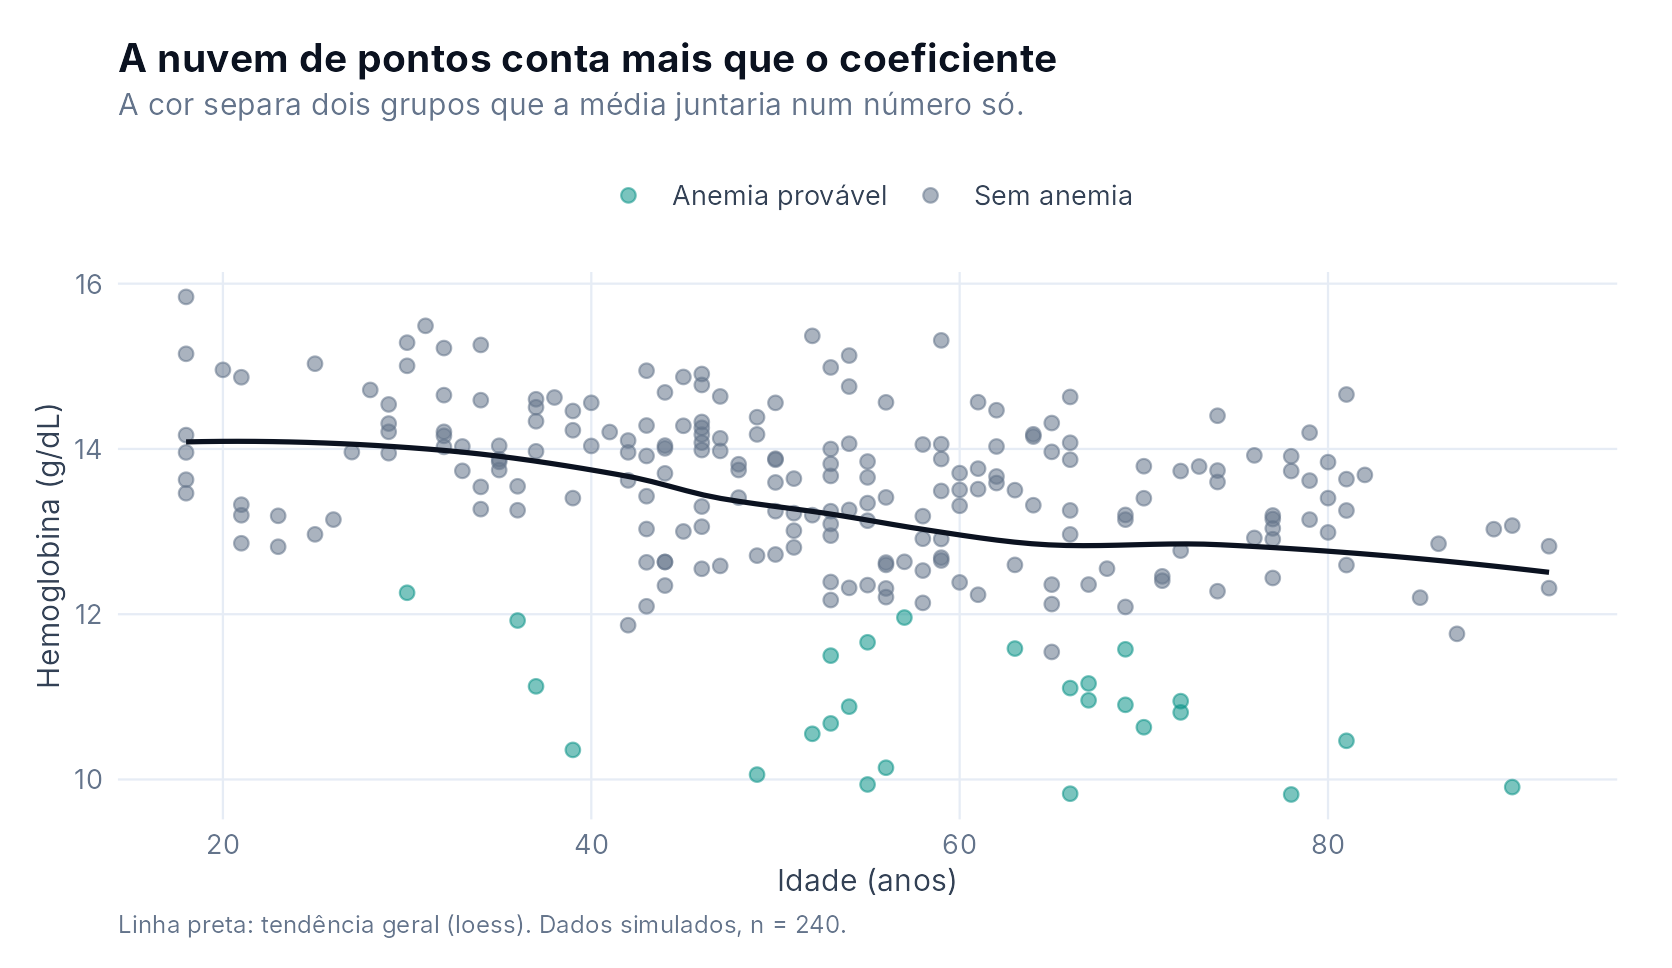 A nuvem de pontos conta mais que o coeficiente
A cor separa dois grupos que a média juntaria num número só.
Anemia provável
Sem anemia
Hemoglobina (g/dL)
16
14
12
10
20
40
60
80
Idade (anos)
Linha preta: tendência geral (loess). Dados simulados, n = 240.